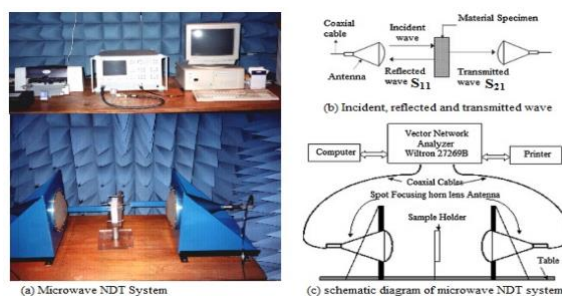 Coaxial
cable
Incident
wave
Material Specimen
Antenna
Reflected
wave S11
Transmitted
wave S21
(b) Incident, reflected and transmitted wave
Vector Network
Analyzer
Wiltron 27269B
Computer
Printer
Coaxial Cablas
Spot Focusing horn lens Antenna
Sample Holder
Table
(a) Microwave NDT System
(c) schematic diagram of microwave NDT system